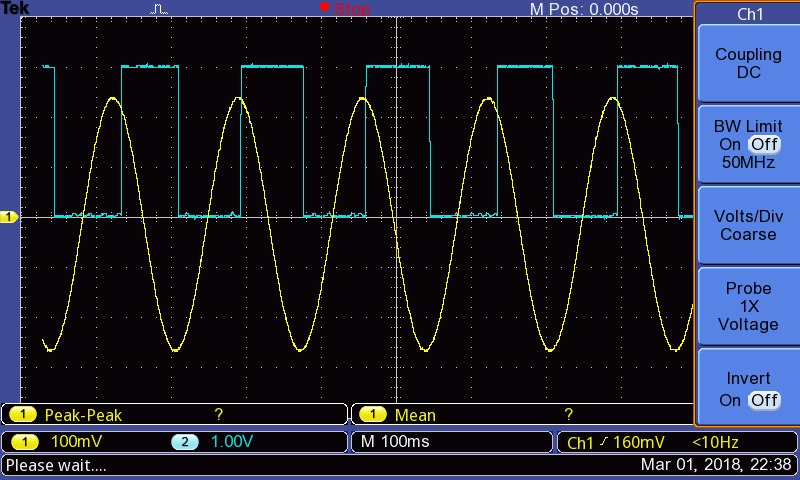 Tek Stop M Pos: 0.000s
Ch1
Coupling
DC
BW Limit
On Off
50MHz
Volts/Div
Coarse
Probe
1X
Voltage
Invert
On Off
1
1 Peak-Peak ?
1 Mean ?
1 100mV 2 1.00V M 100ms Ch1 160mV <10Hz
Please wait.... Mar 01, 2018, 22:38